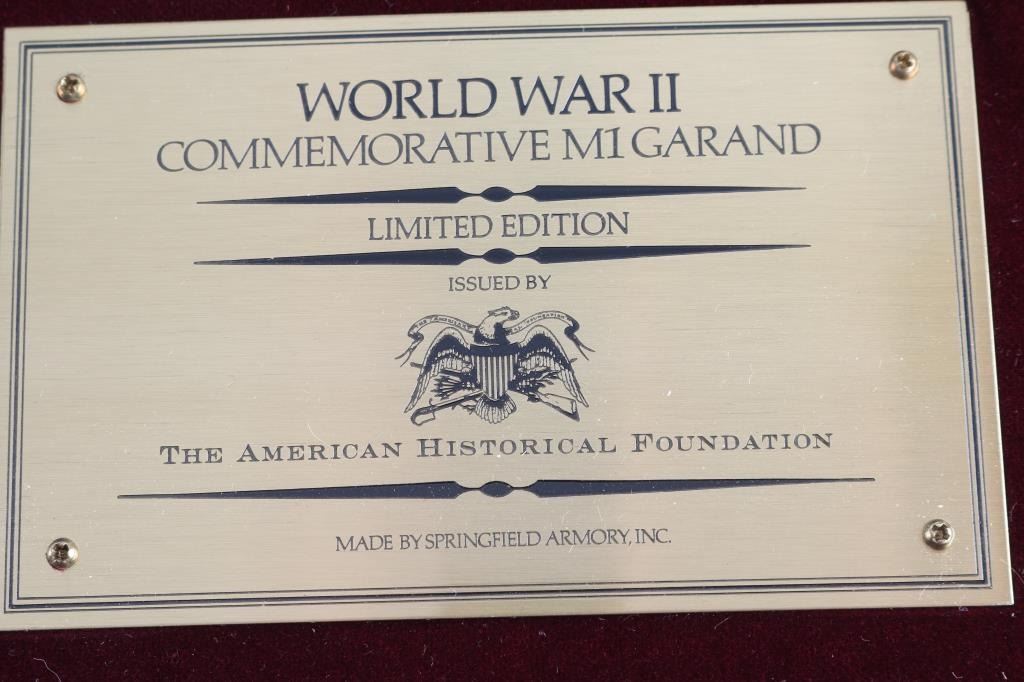 WORLD WAR II
COMMEMORATIVE M1 GARAND
LIMITED EDITION
ISSUED BY
THE AMERICAN HISTORICAL FOUNDATION
MADE BY SPRINGFIELD ARMORY, INC.